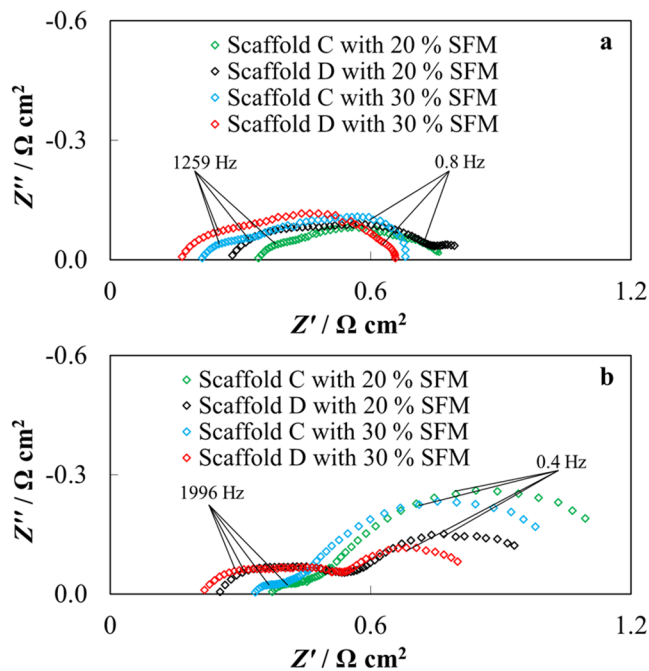 -0.6
a
Scaffold C with 20 % SFM
Scaffold D with 20 % SFM
Scaffold C with 30 % SFM
Scaffold D with 30 % SFM
-0.3
1259 Hz
0.8 Hz
Z'' / Ω cm²
0.0
0
0.6
1.2
Z' / Ω cm²
-0.6
b
Scaffold C with 20 % SFM
Scaffold D with 20 % SFM
Scaffold C with 30 % SFM
Scaffold D with 30 % SFM
-0.3
1996 Hz
0.4 Hz
Z'' / Ω cm²
0.0
0
0.6
1.2
Z' / Ω cm²